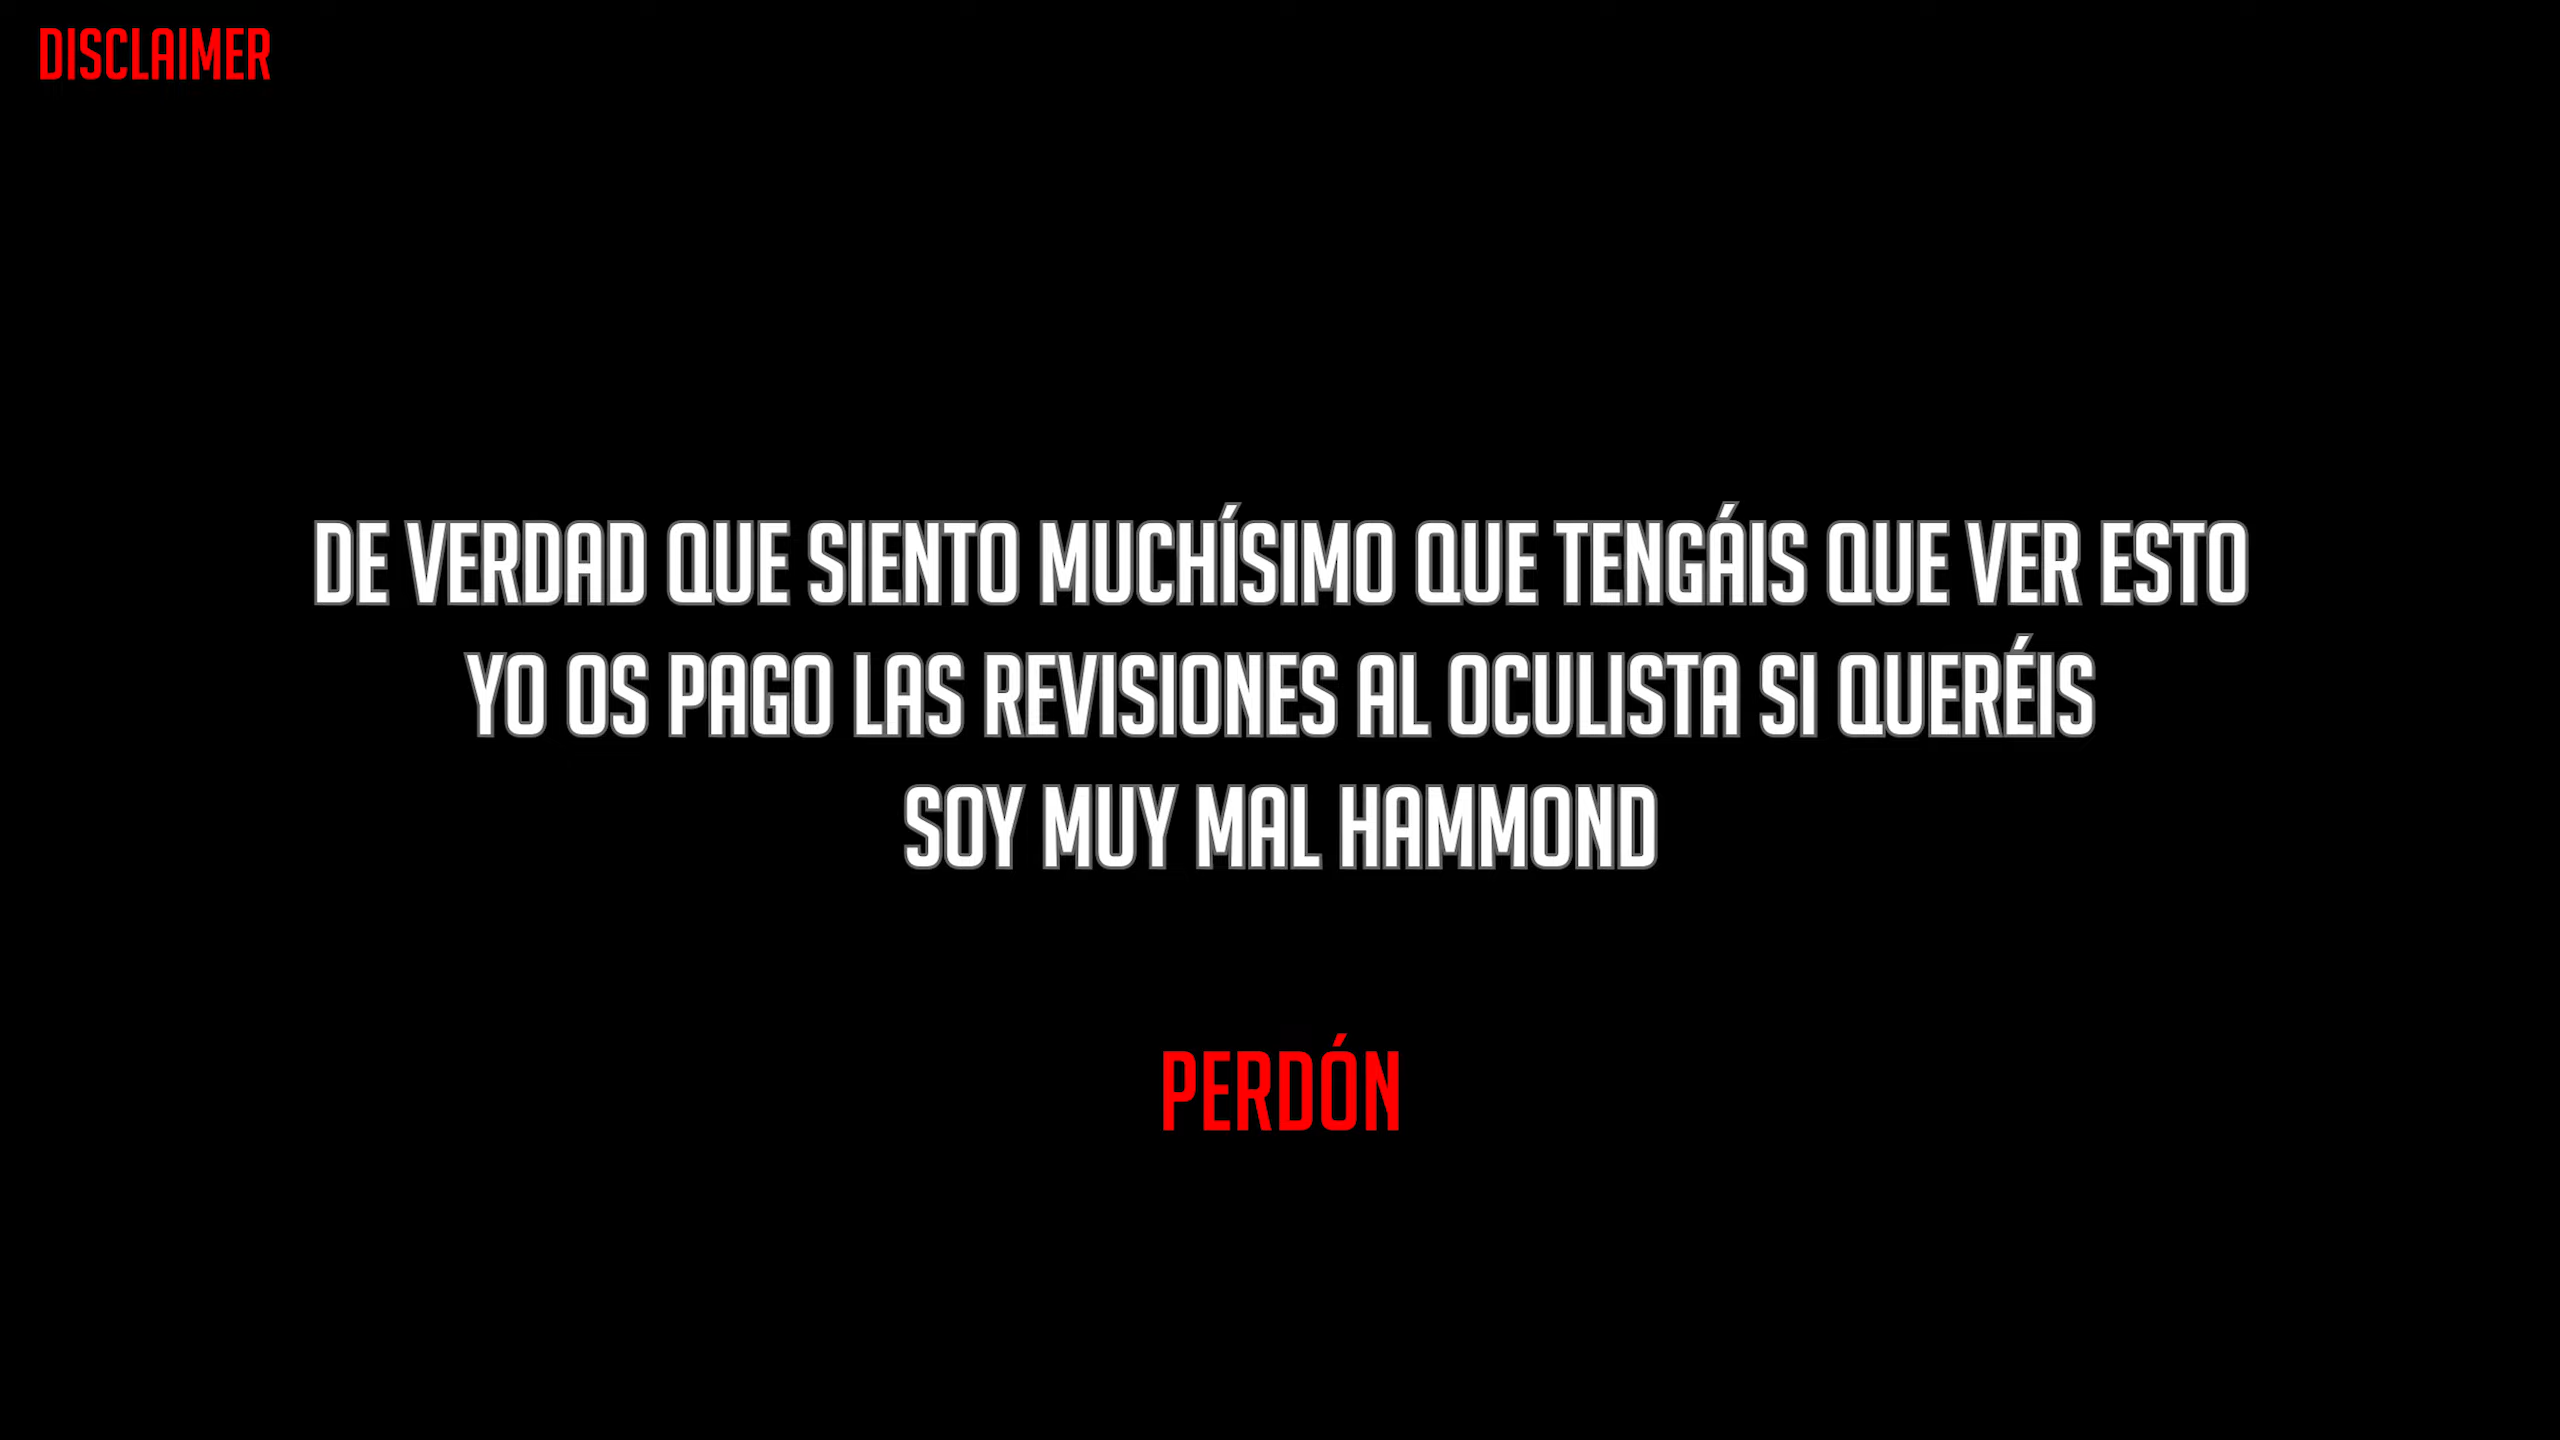 DISCLAIMER
DE VERDAD QUE SIENTO MUCHÍSIMO QUE TENGÁIS QUE VER ESTO
YO OS PAGO LAS REVISIONES AL OCULISTA SI QUERÉIS
SOY MUY MAL HAMMOND
PERDÓN